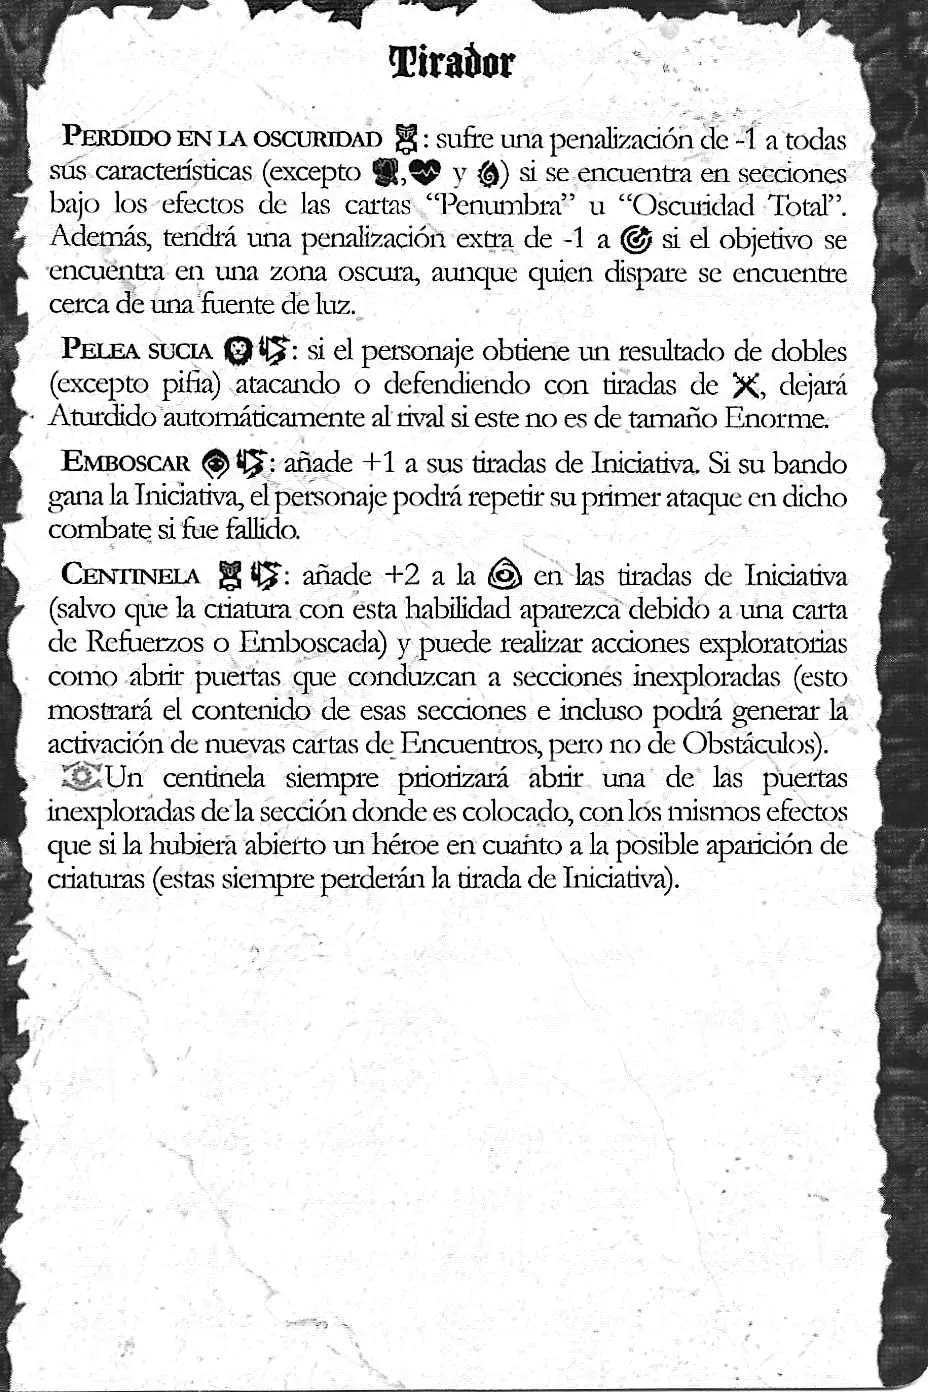 Tirador
PERDIDO EN LA OSCURIDAD : sufre una penalización de -1 a todas
sus características (excepto , y ) si se encuentra en secciones
bajo los efectos de las cartas “Penumbra” u “Oscuridad Total”.
Además, tendrá una penalización extra de -1 a si el objetivo se
encuentra en una zona oscura, aunque quien dispare se encuentre
cerca de una fuente de luz.
PELEA SUCIA : si el personaje obtiene un resultado de dobles
(excepto pifia) atacando o defendiendo con tiradas de , dejará
Aturdido automáticamente al rival si este no es de tamaño Enorme.
EMBOSCAR : añade +1 a sus tiradas de Iniciativa. Si su bando
gana la Iniciativa, el personaje podrá repetir su primer ataque en dicho
combate si fue fallido.
CENTINELA : añade +2 a la en las tiradas de Iniciativa
(salvo que la criatura con esta habilidad aparezca debido a una carta
de Refuerzos o Emboscada) y puede realizar acciones exploratorias
como abrir puertas que conduzcan a secciones inexploradas (esto
mostrará el contenido de esas secciones e incluso podrá generar la
activación de nuevas cartas de Encuentros, pero no de Obstáculos).
Un centinela siempre priorizará abrir una de las puertas
inexploradas de la sección donde es colocado, con los mismos efectos
que si la hubiera abierto un héroe en cuanto a la posible aparición de
criaturas (estas siempre perderán la tirada de Iniciativa).